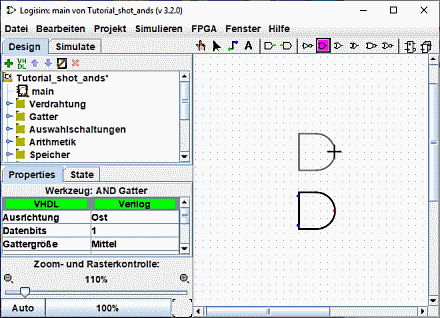 Logisim: main von Tutorial_shot_ands (v 3.2.0)
Datei Bearbeiten Projekt Simulieren FPGA Fenster Hilfe
Design Simulate
A
VHDL
Tutorial_shot_ands*
main
Verdrahtung
Gatter
Auswahlschaltungen
Arithmetik
Speicher
Properties State
Werkzeug: AND Gatter
VHDL Verilog
Ausrichtung Ost
Datenbits 1
Gattergröße Mittel
Zoom- und Rasterkontrolle:
110%
Auto 100%